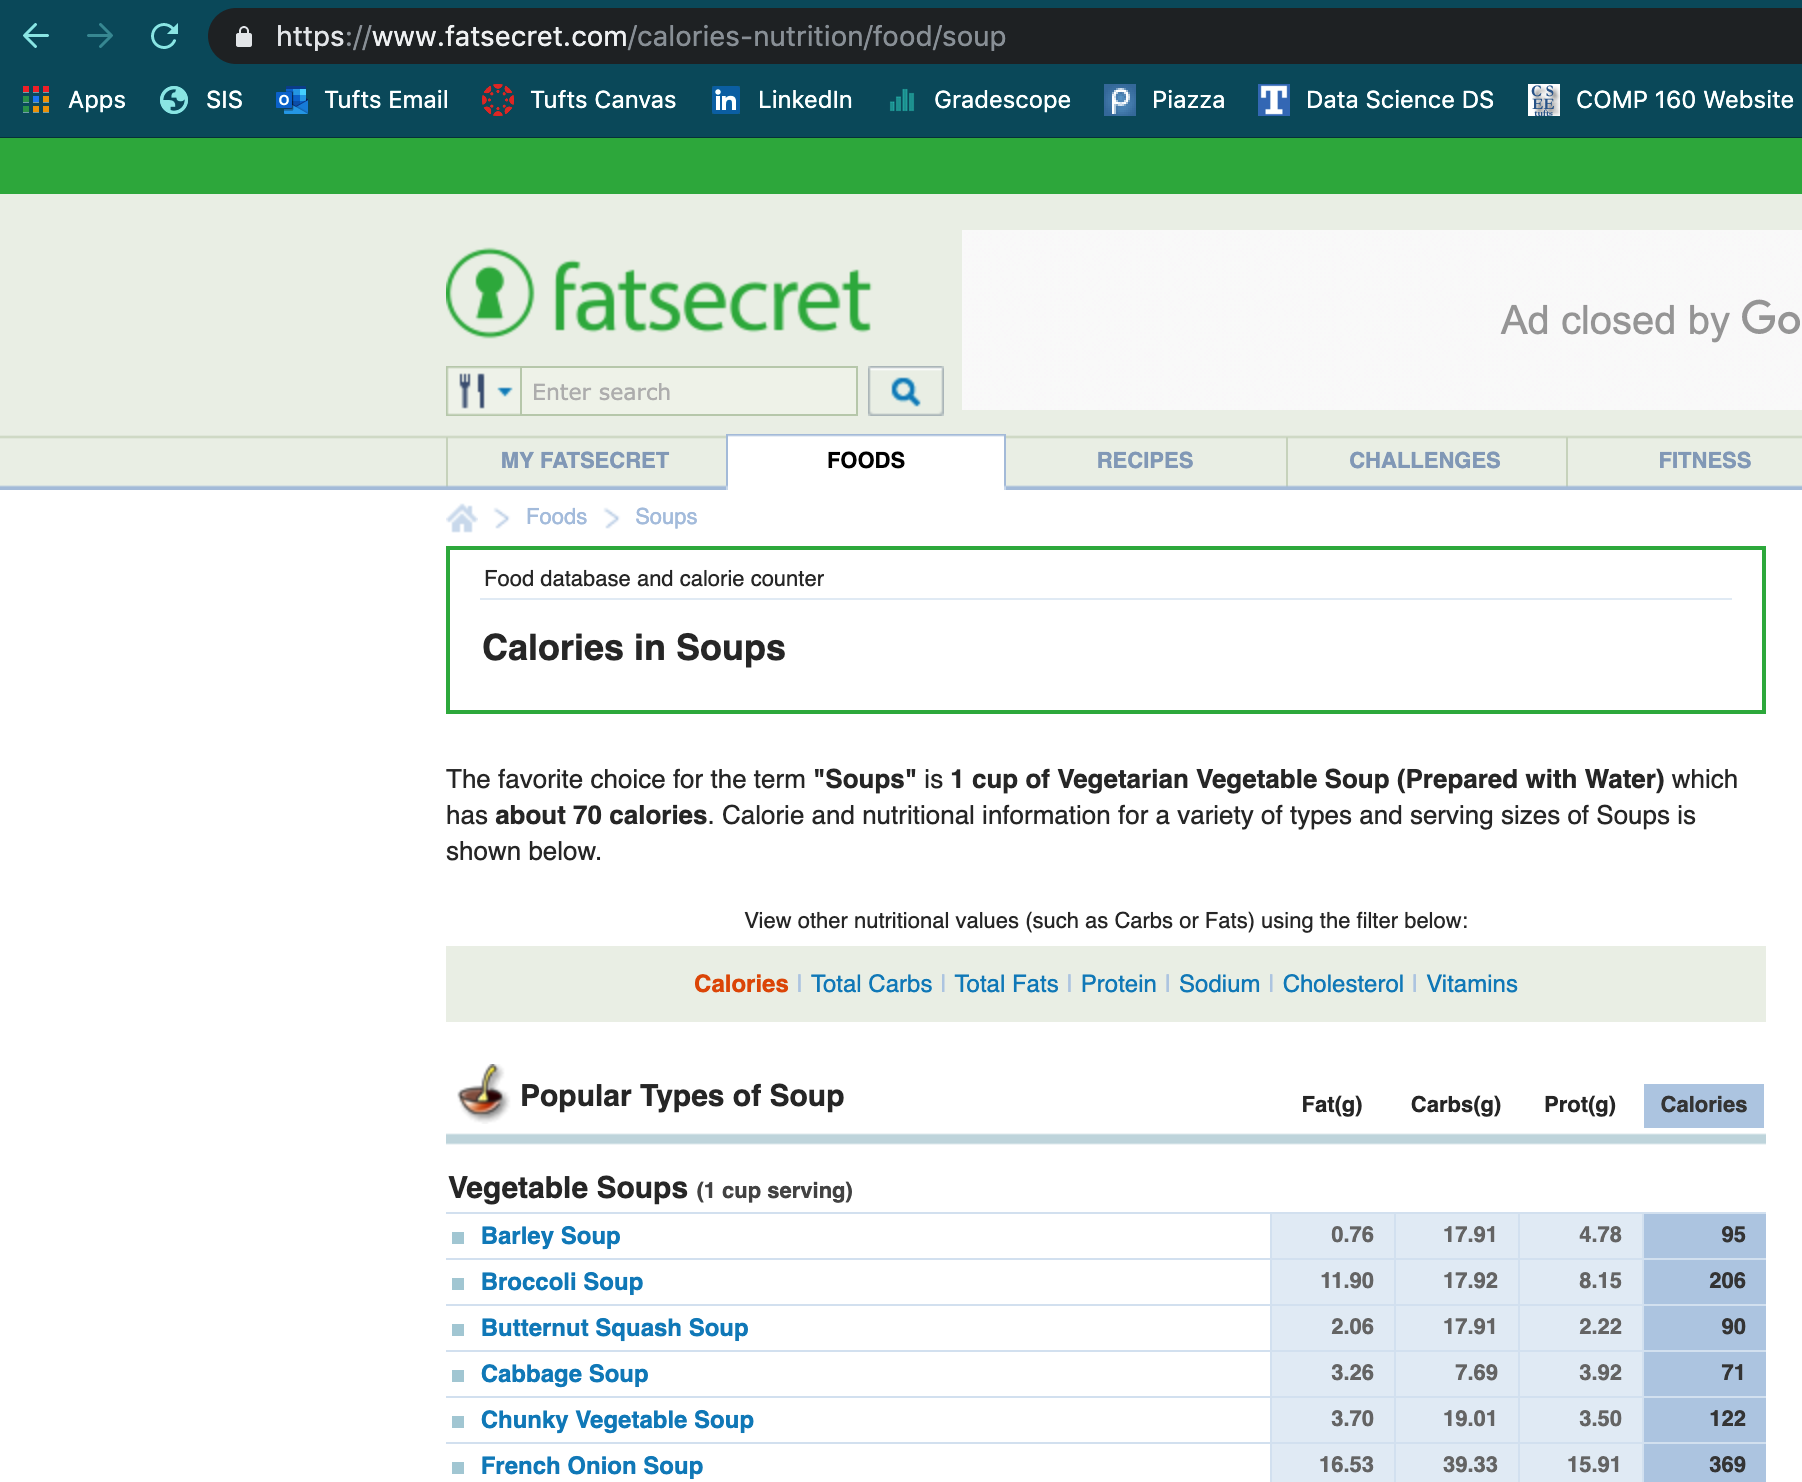 https://www.fatsecret.com/calories-nutrition/food/soup
Apps SIS Tufts Email Tufts Canvas in LinkedIn Gradescope p Piazza T Data Science DS CS EE COMP 160 Website
fatsecret
Ad closed by Go
Enter search
MY FATSECRET FOODS RECIPES CHALLENGES FITNESS
Foods Soups
Food database and calorie counter
Calories in Soups
The favorite choice for the term "Soups" is 1 cup of Vegetarian Vegetable Soup (Prepared with Water) which
has about 70 calories. Calorie and nutritional information for a variety of types and serving sizes of Soups is
shown below.
View other nutritional values (such as Carbs or Fats) using the filter below:
Calories | Total Carbs | Total Fats | Protein | Sodium | Cholesterol | Vitamins
Popular Types of Soup Fat(g) Carbs(g) Prot(g) Calories
Vegetable Soups (1 cup serving)
Barley Soup 0.76 17.91 4.78 95
Broccoli Soup 11.90 17.92 8.15 206
Butternut Squash Soup 2.06 17.91 2.22 90
Cabbage Soup 3.26 7.69 3.92 71
Chunky Vegetable Soup 3.70 19.01 3.50 122
French Onion Soup 16.53 39.33 15.91 369